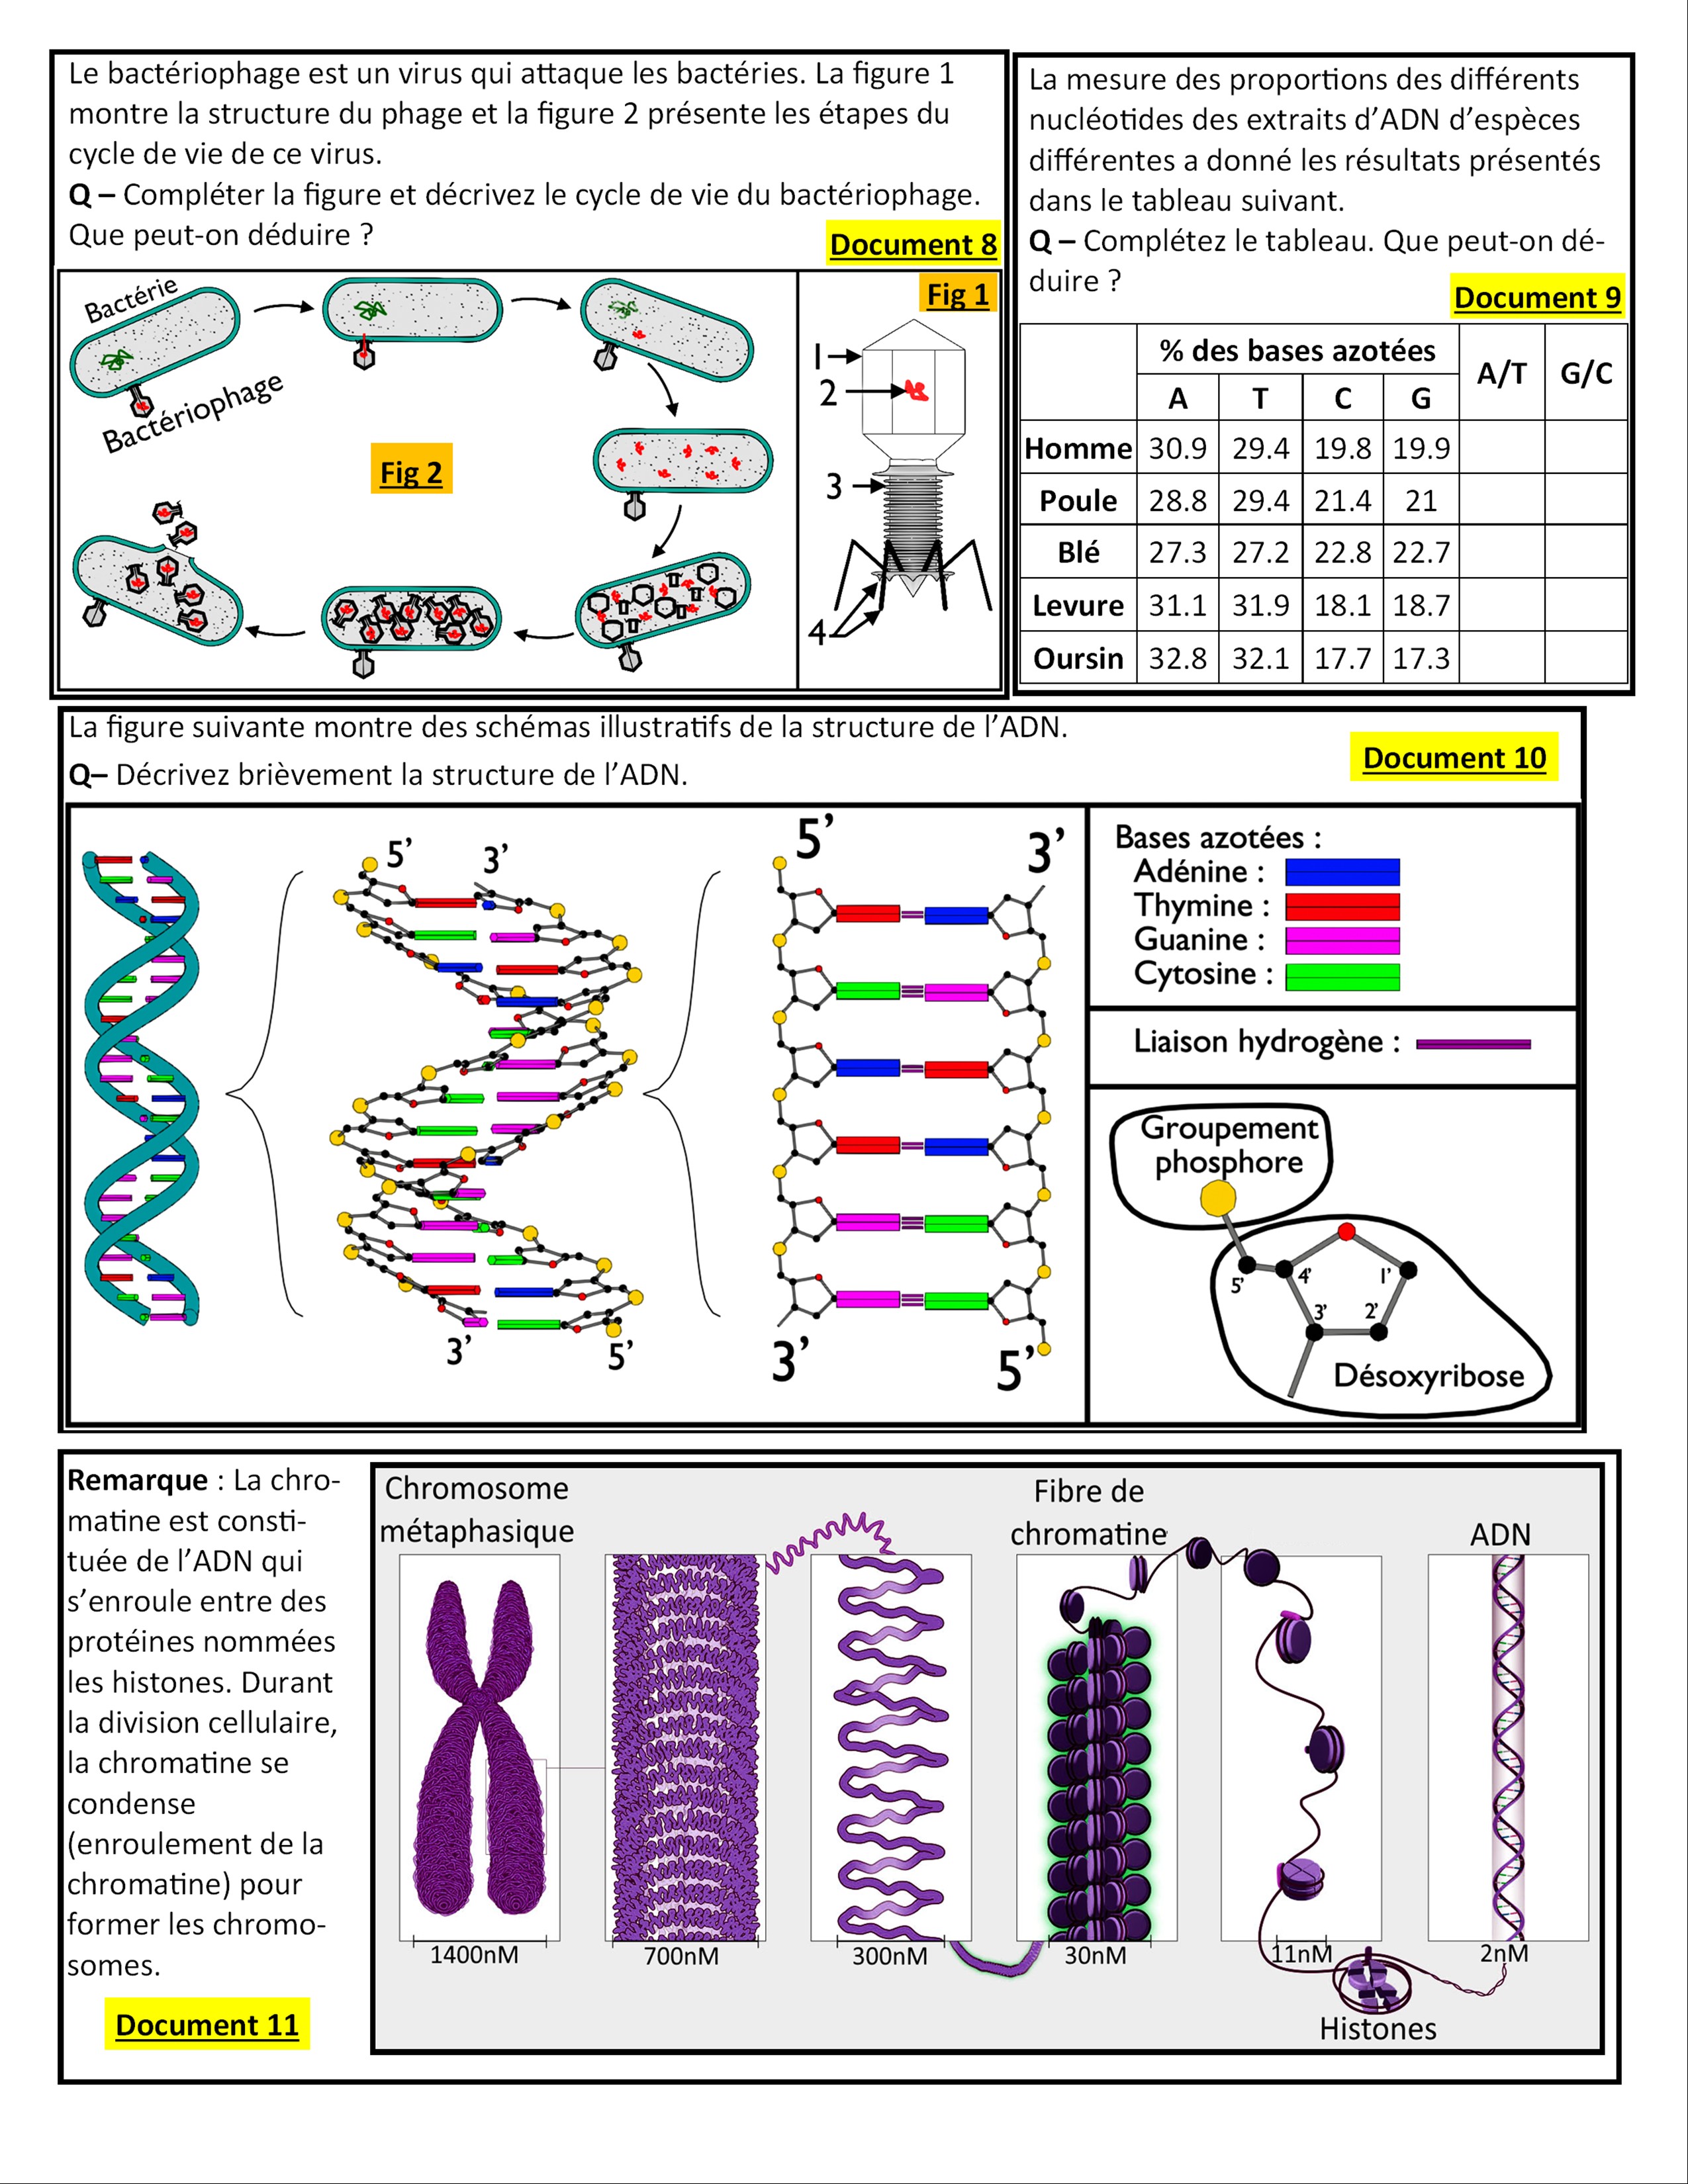 Le bactériophage est un virus qui attaque les bactéries. La figure 1
montre la structure du phage et la figure 2 présente les étapes du
cycle de vie de ce virus.
Q – Compléter la figure et décrivez le cycle de vie du bactériophage.
Que peut-on déduire ?
Document 8
Bactérie
Bactériophage
Fig 2
Fig 1
1
2
3
4
La mesure des proportions des différents
nucléotides des extraits d’ADN d’espèces
différentes a donné les résultats présentés
dans le tableau suivant.
Q – Complétez le tableau. Que peut-on dé-
duire ?
Document 9
% des bases azotées A/T G/C
A T C G
Homme 30.9 29.4 19.8 19.9
Poule 28.8 29.4 21.4 21
Blé 27.3 27.2 22.8 22.7
Levure 31.1 31.9 18.1 18.7
Oursin 32.8 32.1 17.7 17.3
La figure suivante montre des schémas illustratifs de la structure de l’ADN.
Q– Décrivez brièvement la structure de l’ADN.
Document 10
5’ 3’
3’ 5’
5’ 3’
3’ 5’
Bases azotées :
Adénine :
Thymine :
Guanine :
Cytosine :
Liaison hydrogène :
Groupement
phosphore
5’ 4’ 1’
3’ 2’
Désoxyribose
Remarque : La chro-
matine est consti-
tuée de l’ADN qui
s’enroule entre des
protéines nommées
les histones. Durant
la division cellulaire,
la chromatine se
condense
(enroulement de la
chromatine) pour
former les chromo-
somes.
Document 11
Chromosome
métaphasique
Fibre de
chromatine
ADN
1400nM 700nM 300nM 30nM 11nM 2nM
Histones